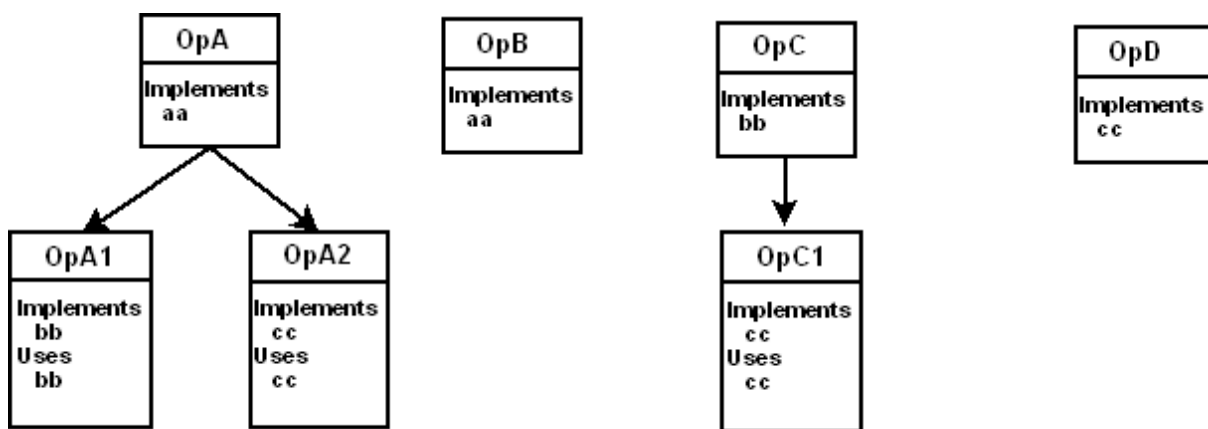 OpA
Implements
aa
OpB
Implements
aa
OpC
Implements
bb
OpD
Implements
cc
OpA1
Implements
bb
Uses
bb
OpA2
Implements
cc
Uses
cc
OpC1
Implements
cc
Uses
cc